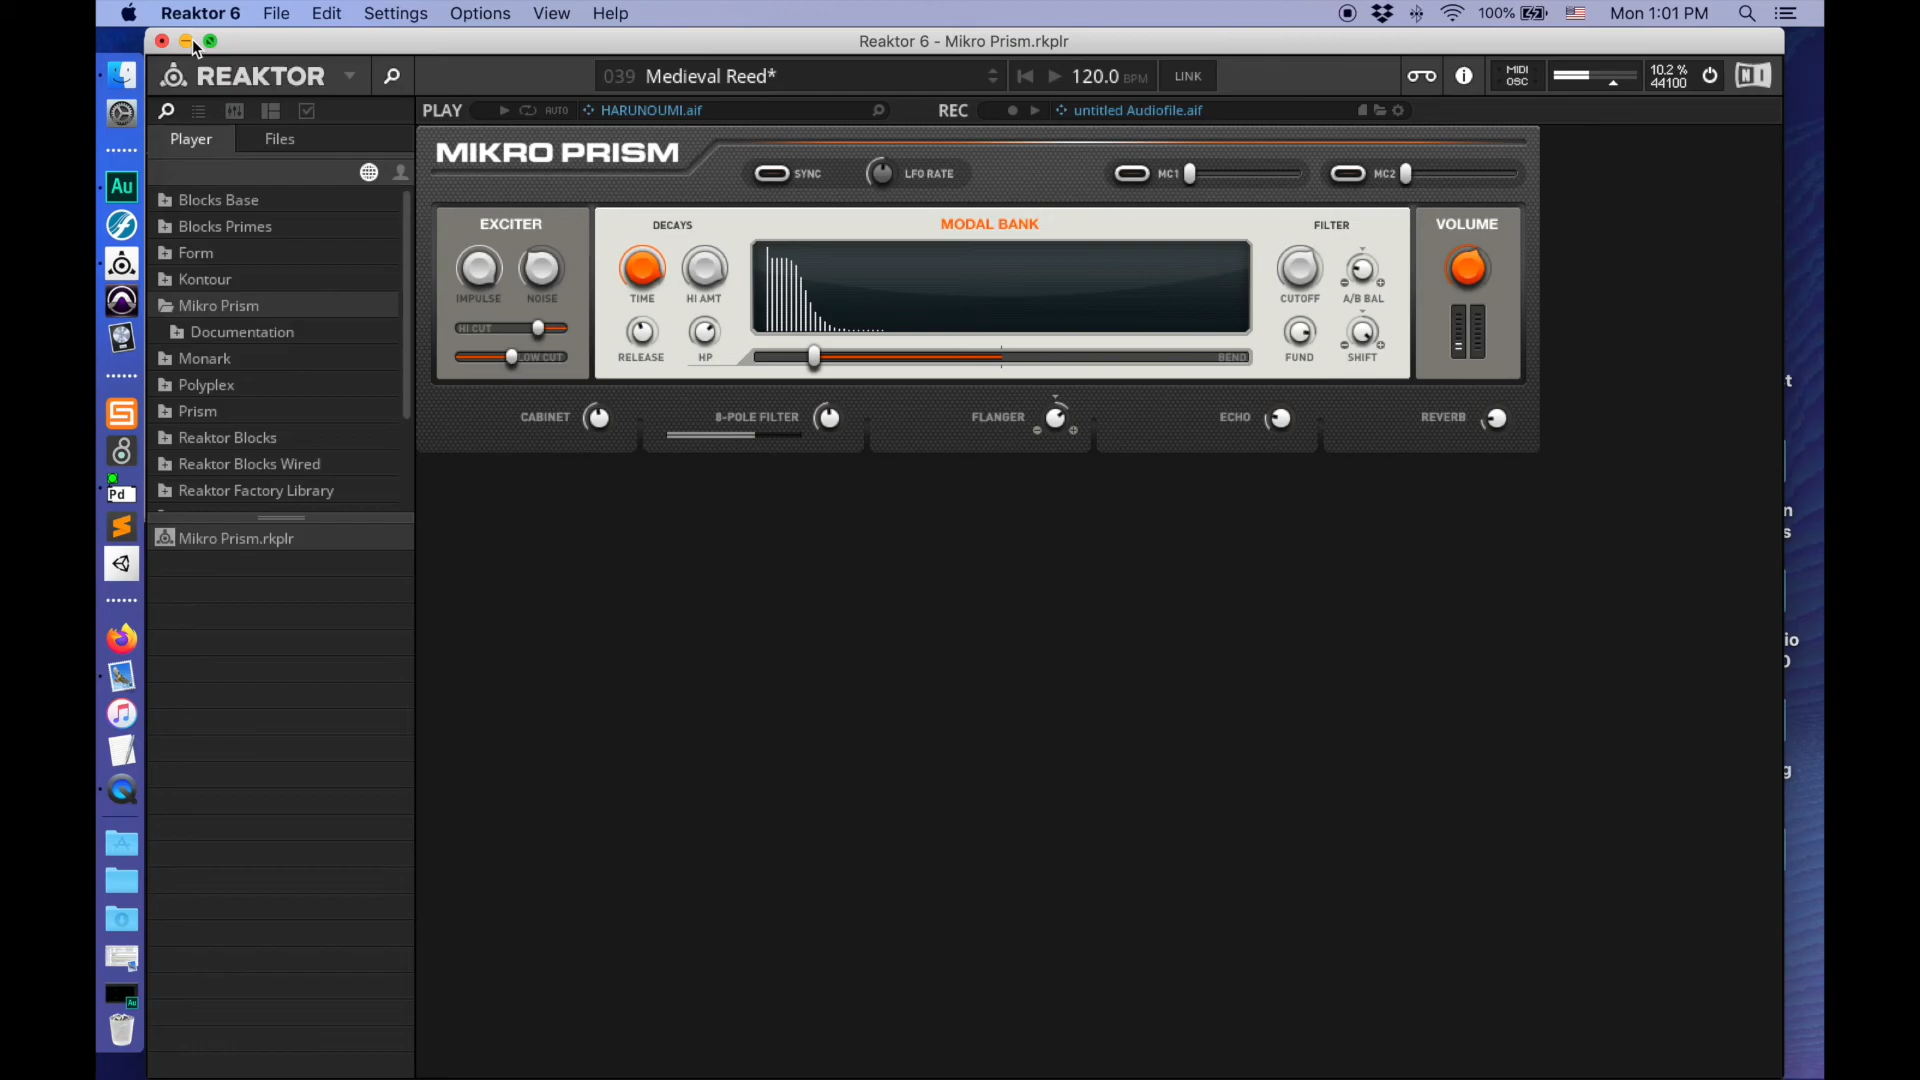 Reaktor 6 File Edit Settings Options View Help 100% Mon 1:01 PM
Reaktor 6 - Mikro Prism.rkplr
REAKTOR 039 Medieval Reed* 120.0 BPM LINK MIDI OSC 10.2 % 44100 NI
PLAY AUTO HARUNOUMI.aif REC untitled Audiofile.aif
Player Files
Blocks Base
Blocks Primes
Form
Kontour
Mikro Prism
Documentation
Monark
Polyplex
Prism
Reaktor Blocks
Reaktor Blocks Wired
Reaktor Factory Library
Mikro Prism.rkplr
MIKRO PRISM
SYNC LFO RATE MC1 MC2
EXCITER DECAYS MODAL BANK FILTER VOLUME
IMPULSE NOISE TIME HI AMT CUTOFF A/B BAL
HI CUT
LOW CUT RELEASE HP BEND FUND SHIFT
CABINET 8-POLE FILTER FLANGER ECHO REVERB
Au
Pd
Au
t
n
s
io
0
g